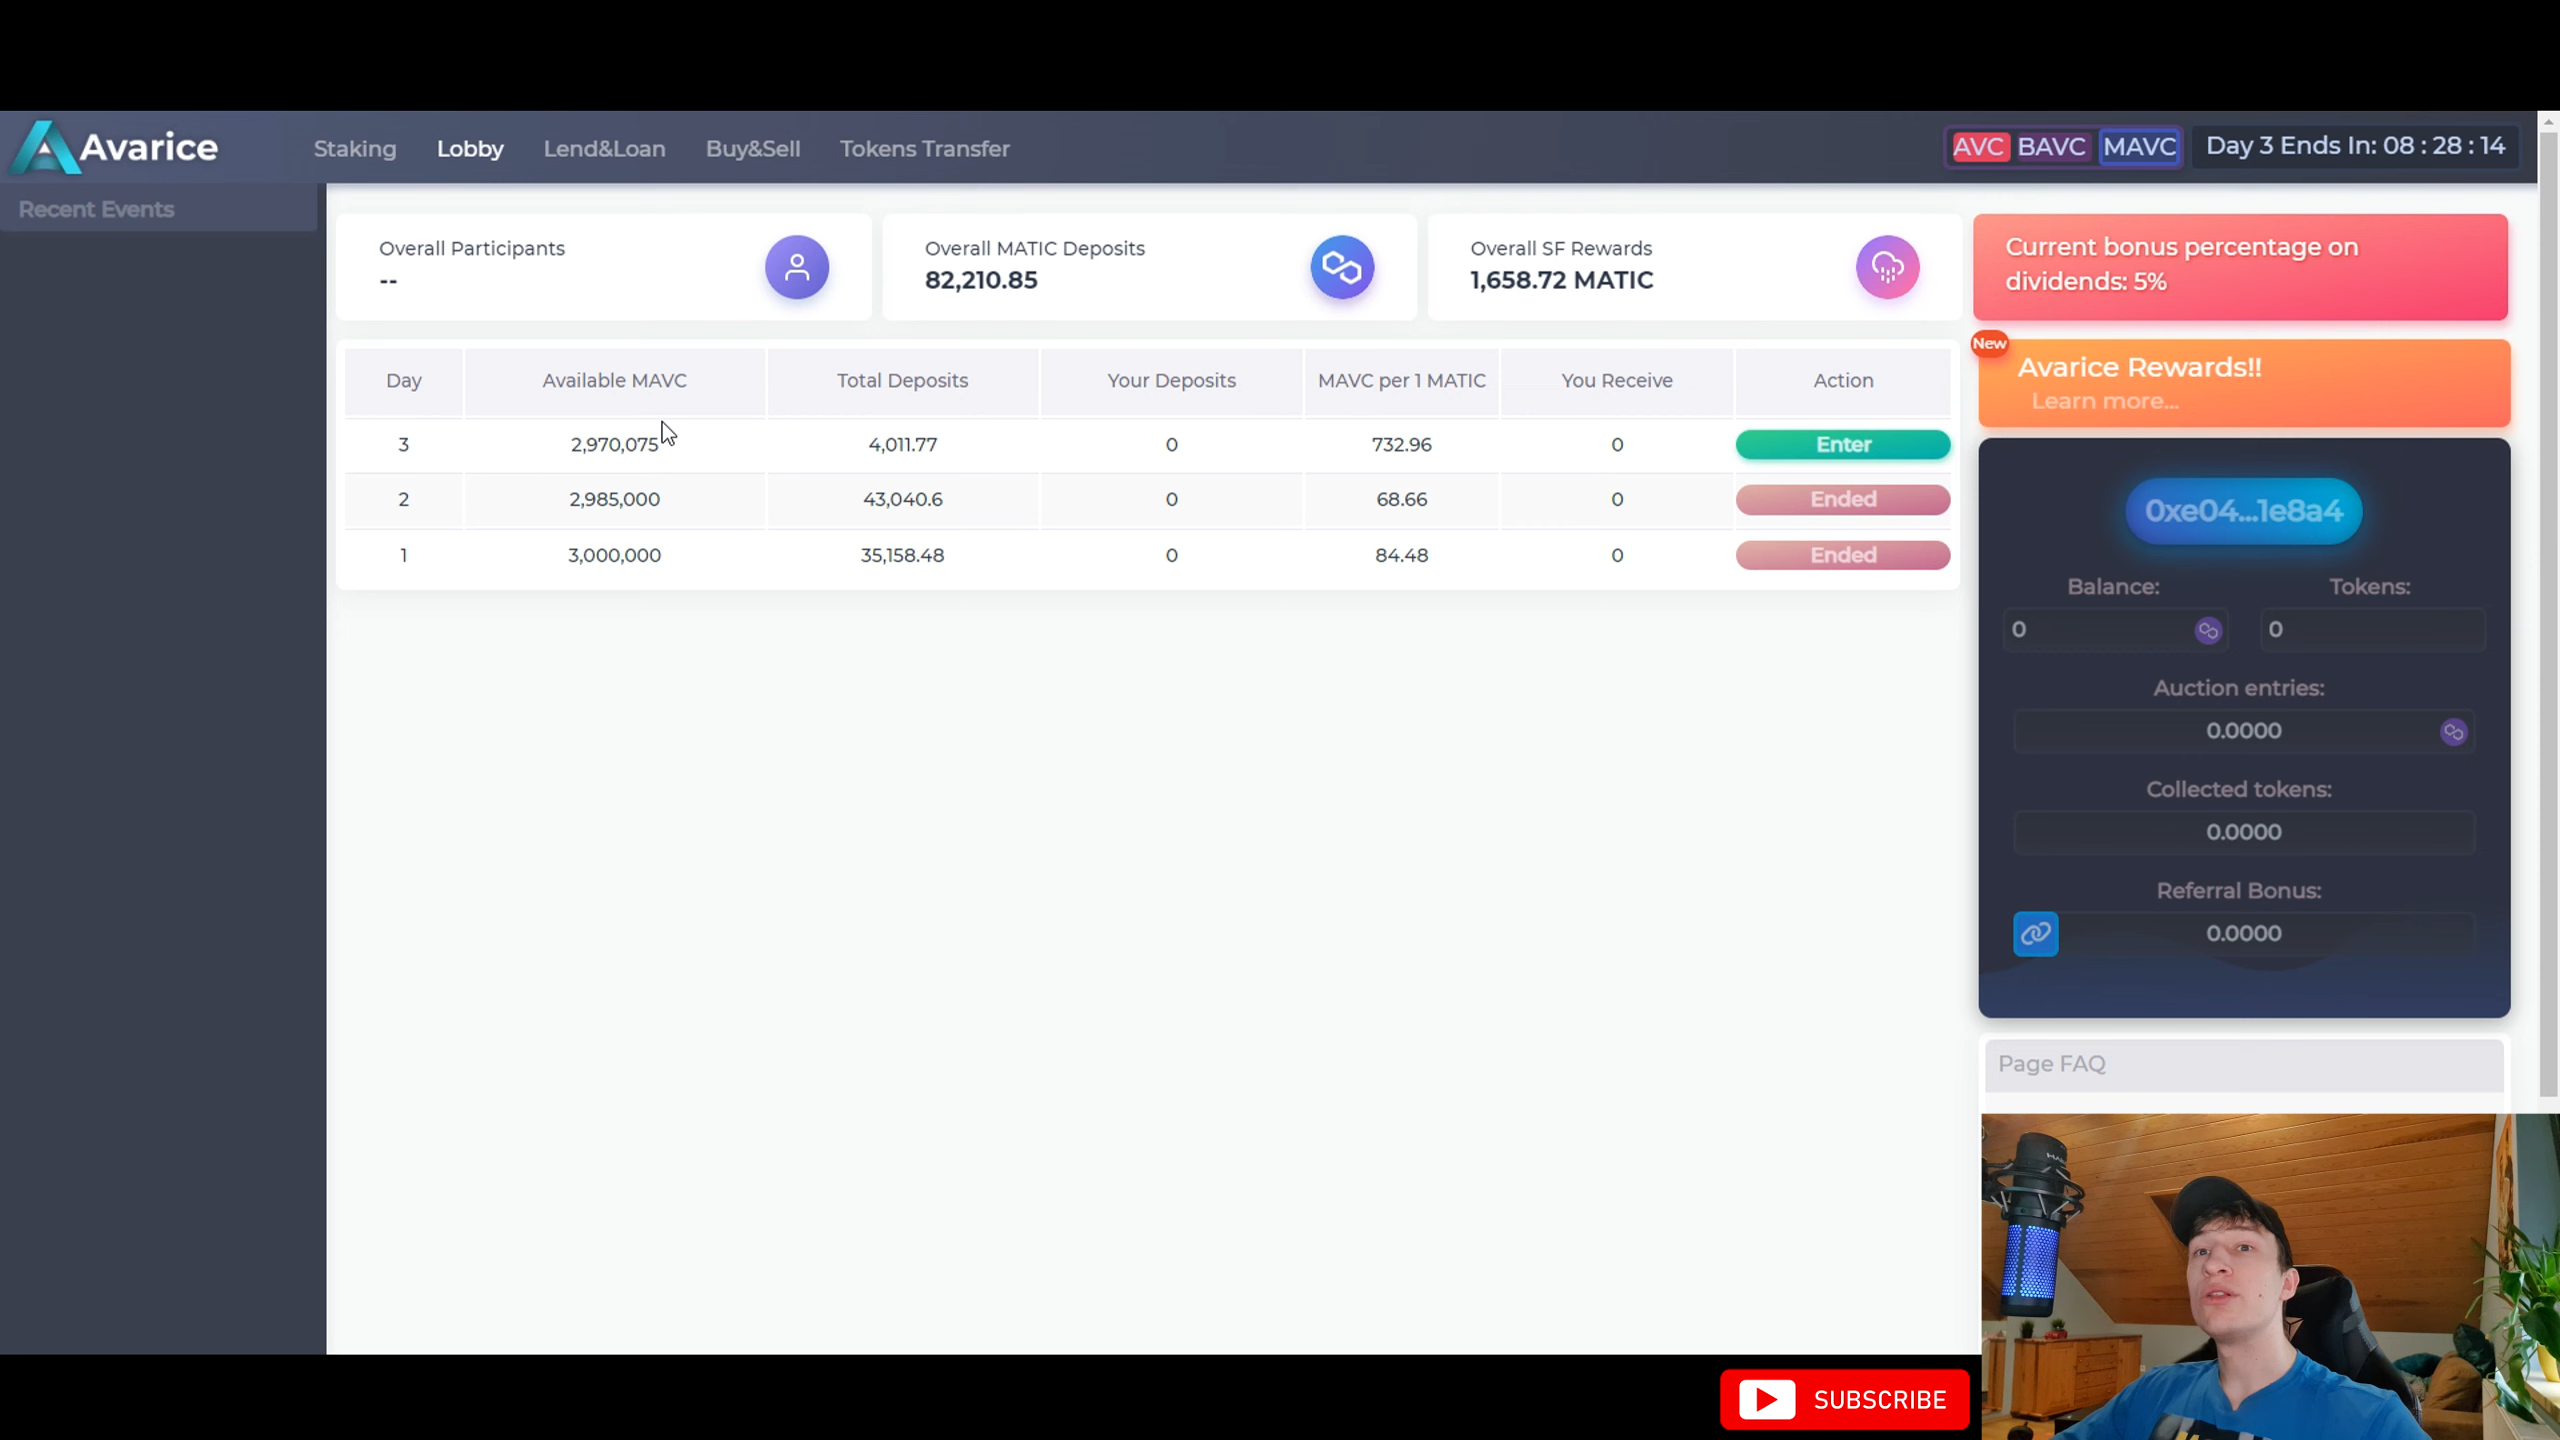 Avarice
Staking
Lobby
Lend&Loan
Buy&Sell
Tokens Transfer
AVC BAVC MAVC
Day 3 Ends In: 08 : 28 : 14
Recent Events
Overall Participants
--
Overall MATIC Deposits
82,210.85
Overall SF Rewards
1,658.72 MATIC
Current bonus percentage on
dividends: 5%
New
Avarice Rewards!!
Learn more...
Day Available MAVC Total Deposits Your Deposits MAVC per 1 MATIC You Receive Action
3 2,970,075 4,011.77 0 732.96 0 Enter
2 2,985,000 43,040.6 0 68.66 0 Ended
1 3,000,000 35,158.48 0 84.48 0 Ended
0xe04...1e8a4
Balance: Tokens:
0 0
Auction entries:
0.0000
Collected tokens:
0.0000
Referral Bonus:
0.0000
Page FAQ
SUBSCRIBE